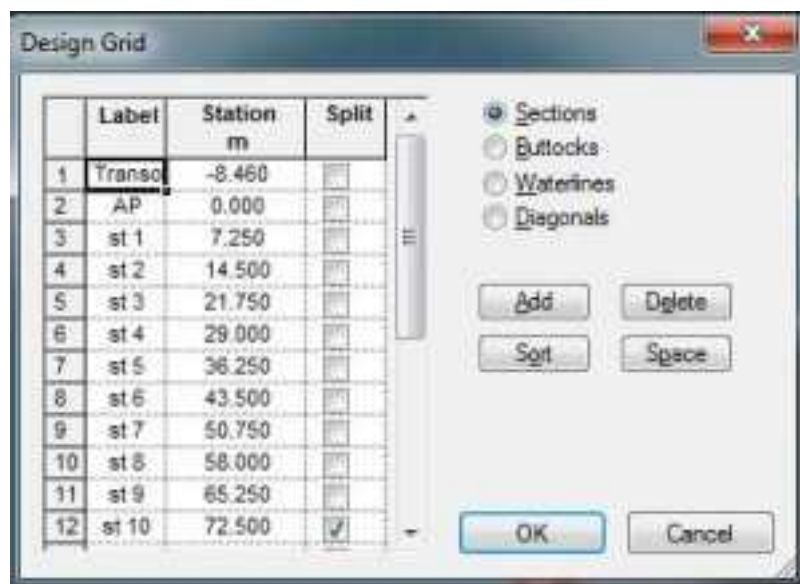 Design Grid
Label Station m Split
1 Transo -8.460
2 AP 0.000
3 st 1 7.250
4 st 2 14.500
5 st 3 21.750
6 st 4 29.000
7 st 5 36.250
8 st 6 43.500
9 st 7 50.750
10 st 8 58.000
11 st 9 65.250
12 st 10 72.500
Sections
Buttocks
Waterlines
Diagonals
Add Delete
Sort Space
OK Cancel